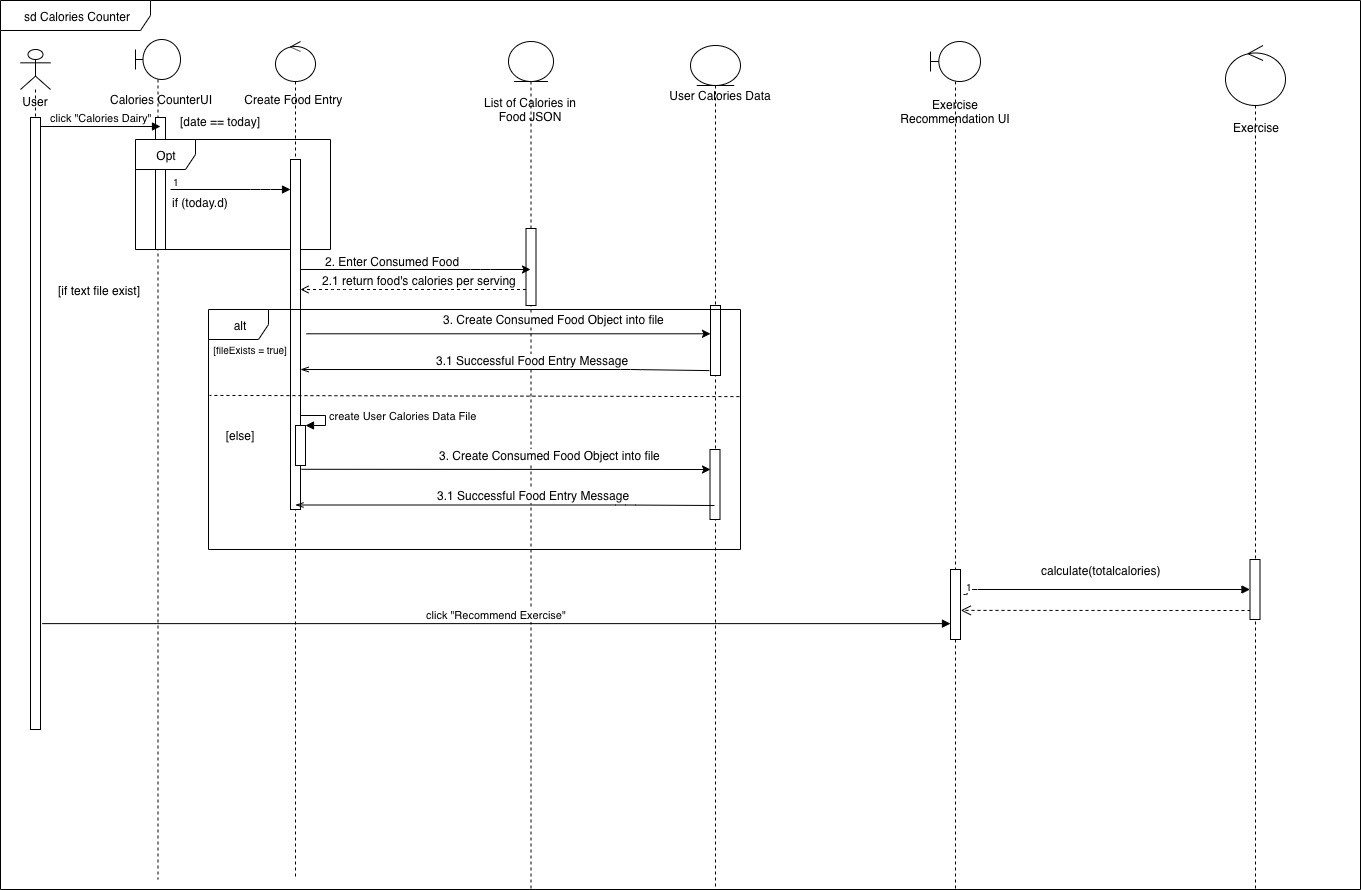 sd Calories Counter
User
Calories CounterUI
Create Food Entry
List of Calories in
Food JSON
User Calories Data
Exercise
Recommendation UI
Exercise
click "Calories Dairy"
[date == today]
Opt
1
if (today.d)
2. Enter Consumed Food
2.1 return food's calories per serving
[if text file exist]
alt
3. Create Consumed Food Object into file
[fileExists = true]
3.1 Successful Food Entry Message
create User Calories Data File
[else]
3. Create Consumed Food Object into file
3.1 Successful Food Entry Message
calculate(totalcalories)
1
click "Recommend Exercise"